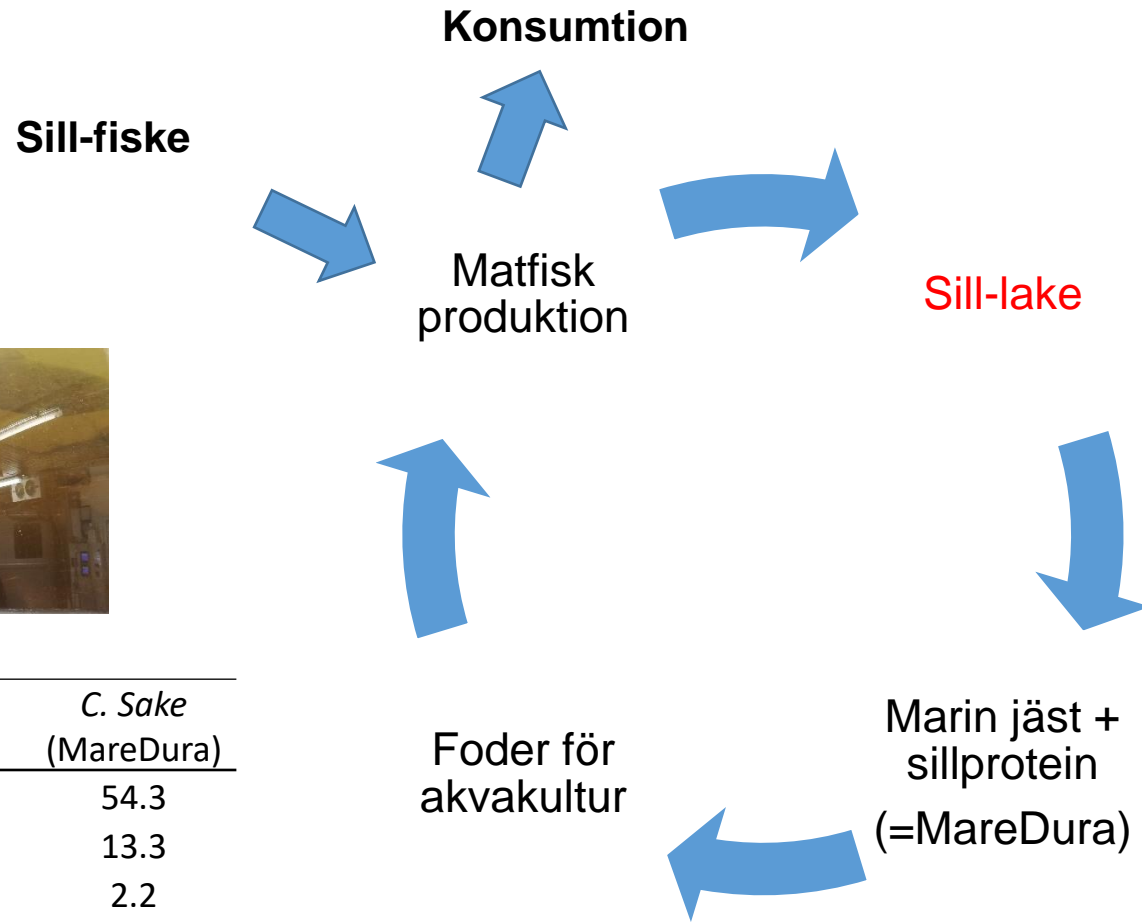 Konsumtion
Sill-fiske
Matfisk
produktion
Sill-lake
Marin jäst +
sillprotein
(=MareDura)
Foder för
akvakultur
C. Sake
(MareDura)
54.3
13.3
2.2